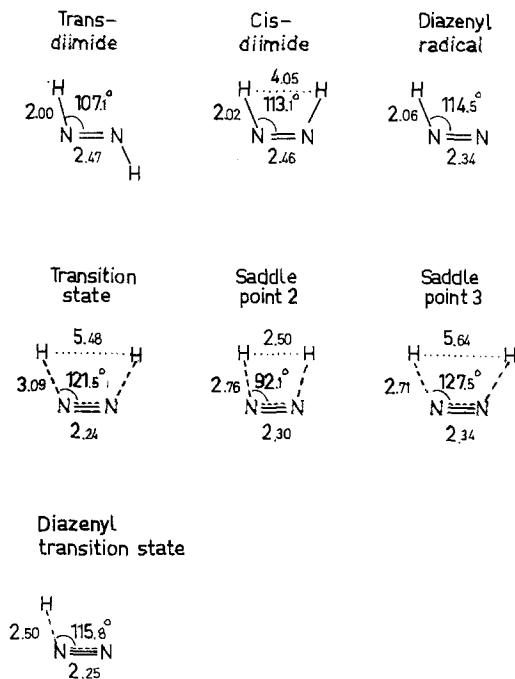 Trans-
diimide
Cis-
diimide
Diazenyl
radical
H
2.00
107.1°
N = N
2.47
H
H 4.05 H
2.02
113.1°
N = N
2.46
H
2.06
114.5°
N = N
2.34
Transition
state
Saddle
point 2
Saddle
point 3
5.48
H H
3.09
121.5°
N≡N
2.24
2.50
H H
2.76
92.1°
N≡N
2.30
5.64
H H
2.71
127.5°
N≡N
2.34
Diazenyl
transition state
H
2.50
115.8°
N≡N
2.25